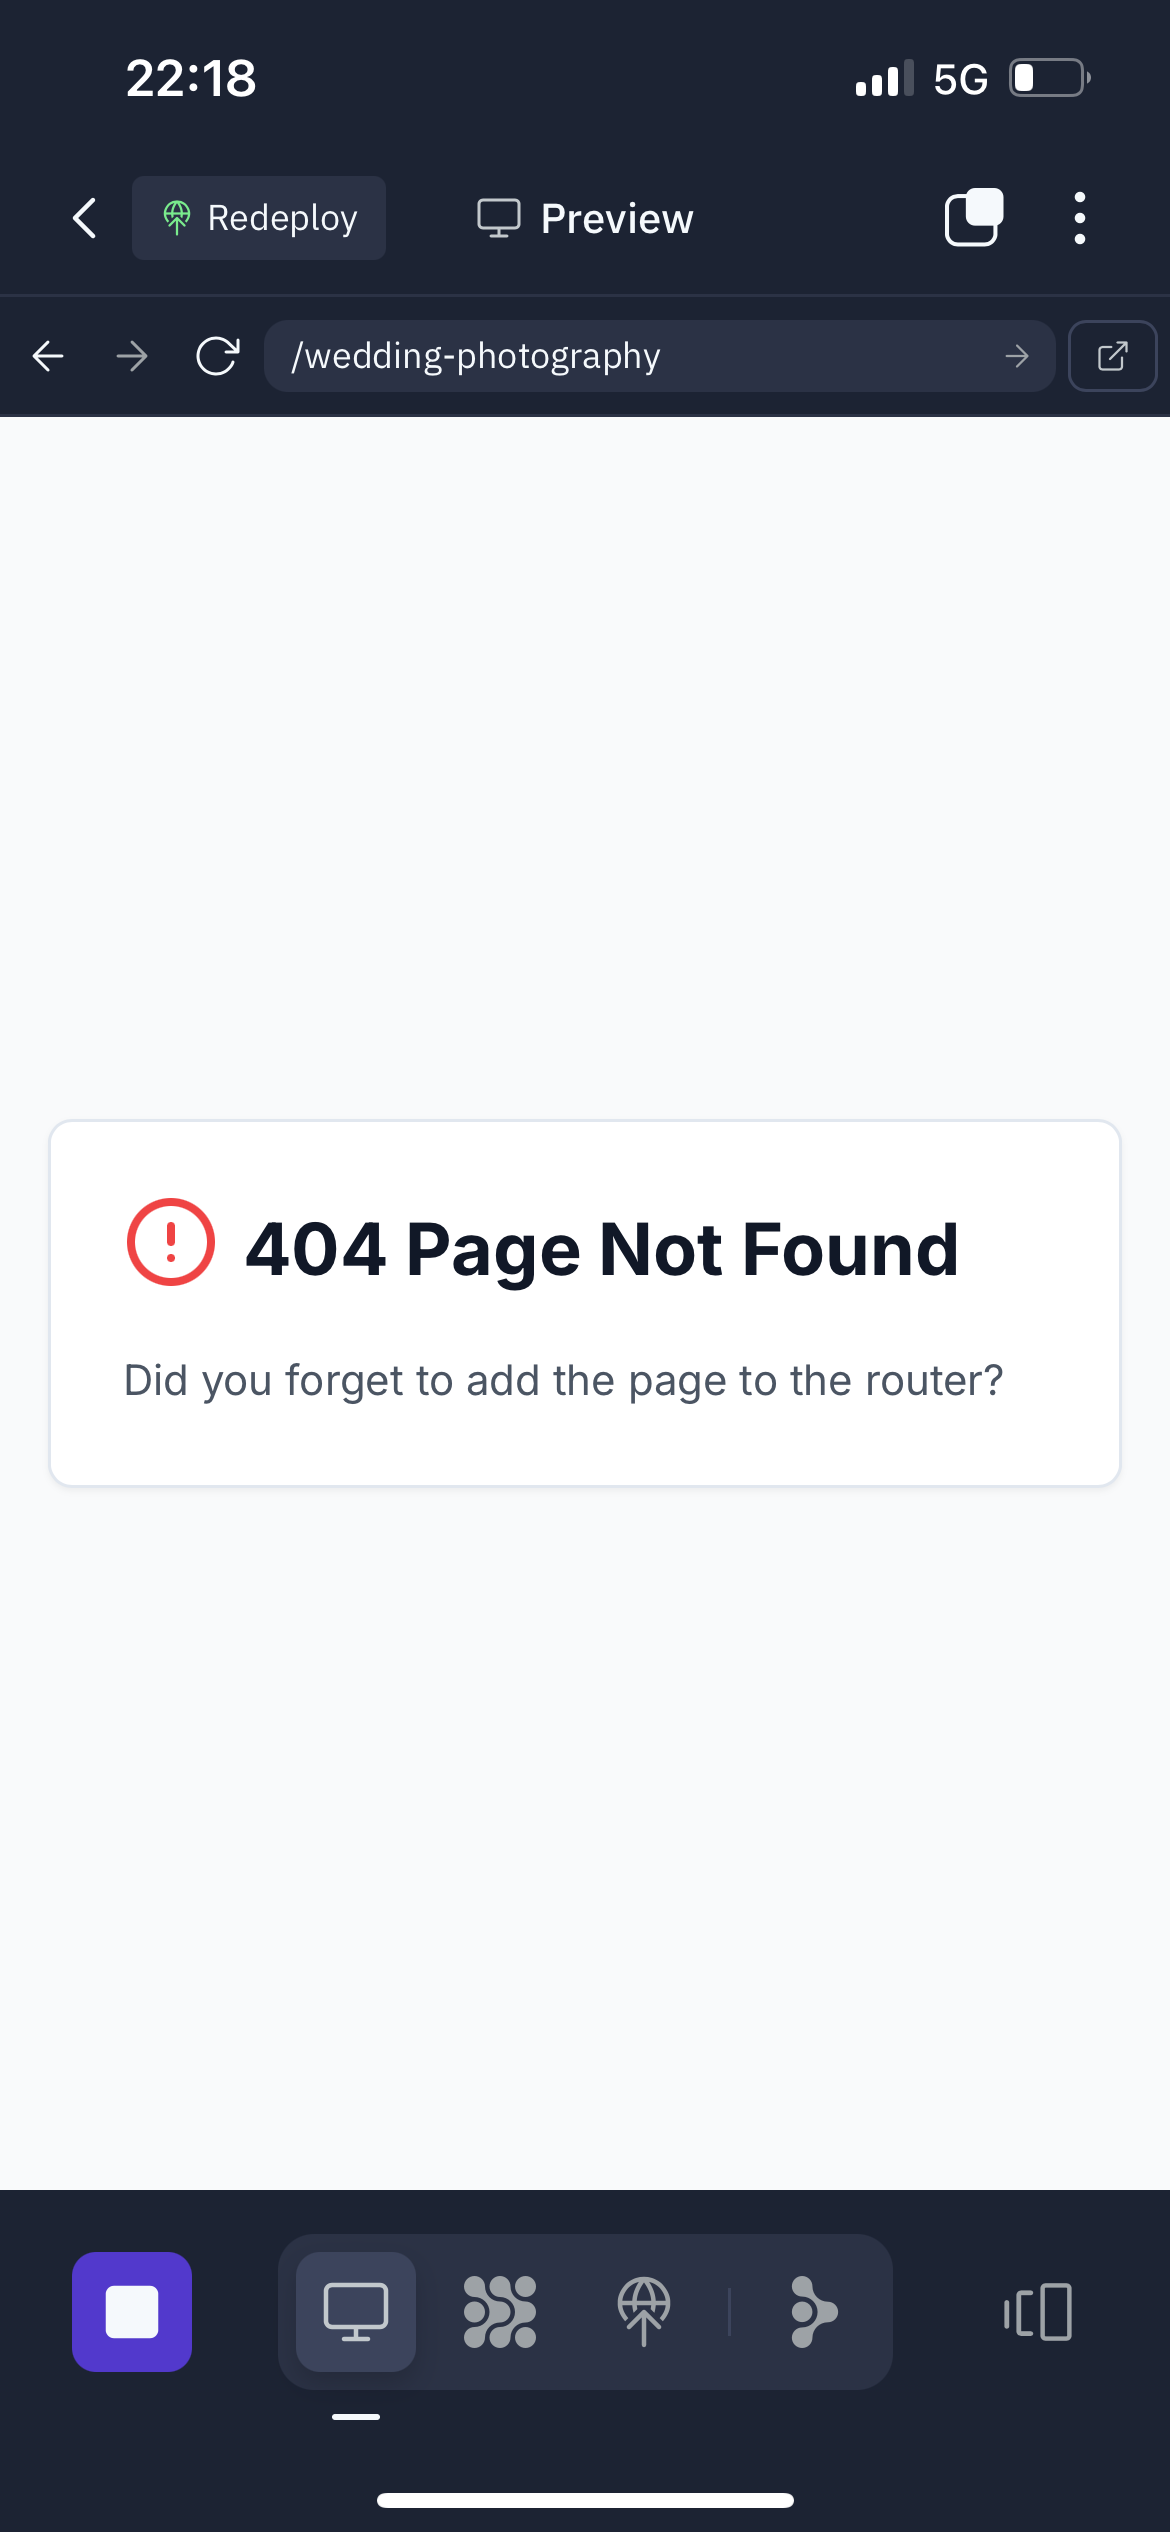 22:18
5G
Redeploy
Preview
/wedding-photography
404 Page Not Found
Did you forget to add the page to the router?